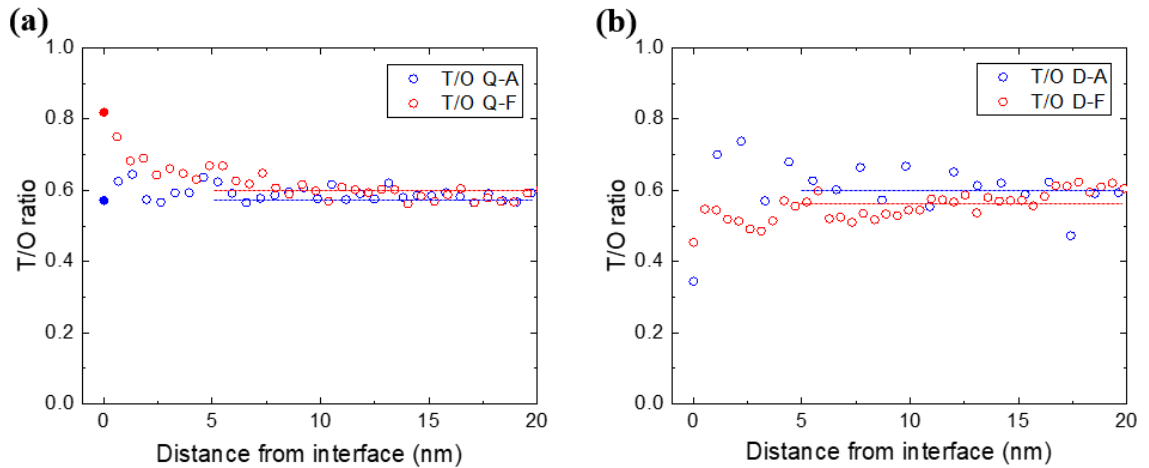 (a)
T/O ratio
1.0
0.8
0.6
0.4
0.2
0.0
T/O Q-A
T/O Q-F
0
5
10
15
20
Distance from interface (nm)
(b)
T/O ratio
1.0
0.8
0.6
0.4
0.2
0.0
T/O D-A
T/O D-F
0
5
10
15
20
Distance from interface (nm)